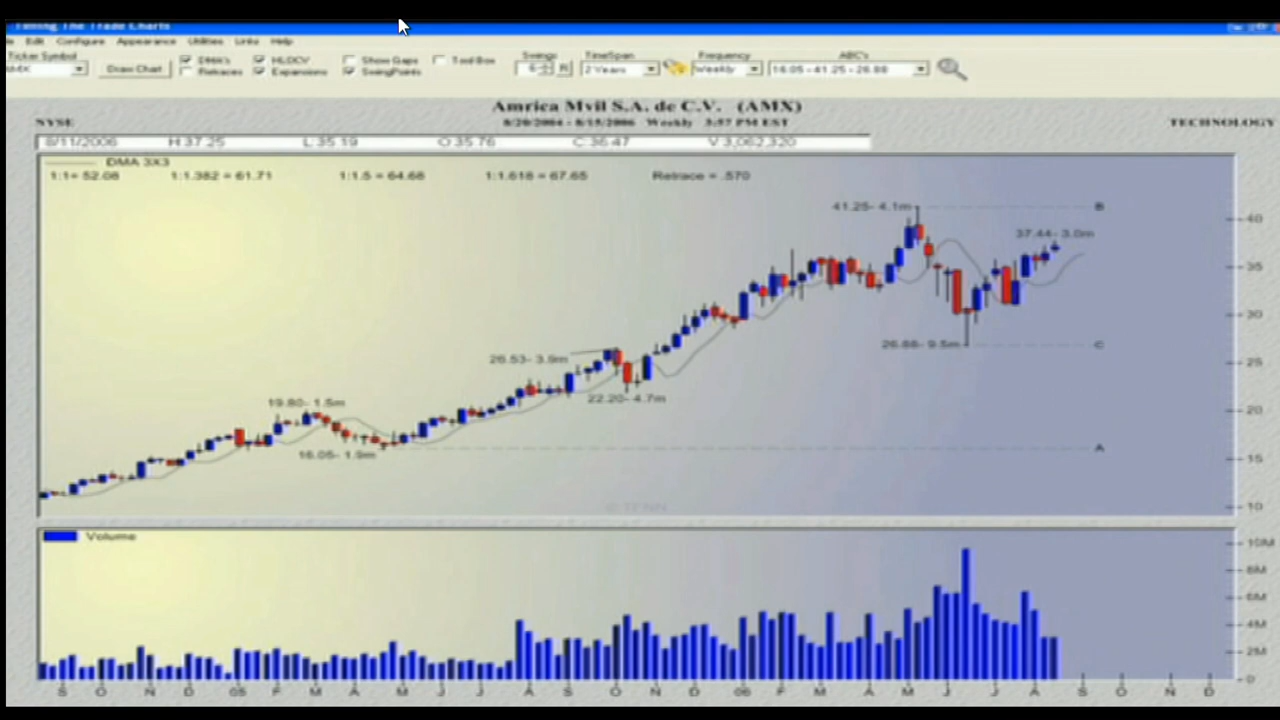 Timing The Trade Charts
Edit Configure Appearance Utilities Links Help
Ticker Symbol
AMX
Draw Chart
DMA's
HLOCV
Show Gaps
Tool Box
Retraces
Expansions
SwingPoints
Swings
6
R
TimeSpan
2 Years
Frequency
Weekly
ABC's
16.05 - 41.25 - 26.88
Amrica Mvil S.A. de C.V. (AMX)
NYSE
8/20/2004 - 8/15/2006 Weekly 3:57 PM EST
TECHNOLOGY
8/11/2006 H 37.25 L: 35.19 O 35.76 C: 36.47 V: 3,062,320
DMA 3X3
1:1= 52.08 1:1.382 = 61.71 1:1.5 = 64.68 1:1.618 = 67.65 Retrace = .570
41.25- 4.1m
B
40
37.44- 3.0m
35
30
26.88- 9.5m
C
26.53- 3.9m
25
22.20- 4.7m
19.80- 1.5m
20
16.05- 1.9m
A
15
10
Volume
10M
8M
6M
4M
2M
0
S O N D 05 F M A M J J A S O N D 06 F M A M J J A S O N D